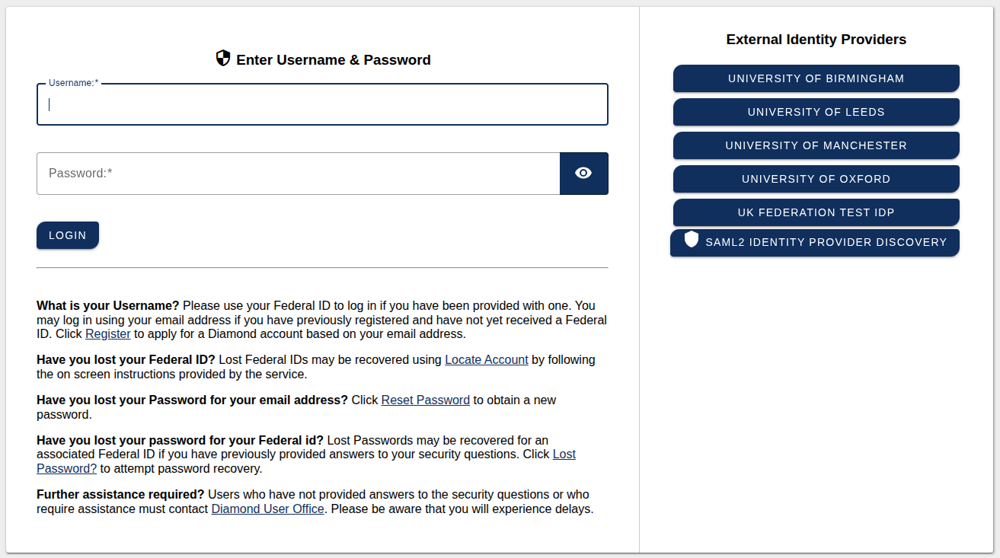 Enter Username & Password
Username:*
Password:*
LOGIN
What is your Username? Please use your Federal ID to log in if you have been provided with one. You
may log in using your email address if you have previously registered and have not yet received a Federal
ID. Click Register to apply for a Diamond account based on your email address.
Have you lost your Federal ID? Lost Federal IDs may be recovered using Locate Account by following
the on screen instructions provided by the service.
Have you lost your Password for your email address? Click Reset Password to obtain a new
password.
Have you lost your password for your Federal id? Lost Passwords may be recovered for an
associated Federal ID if you have previously provided answers to your security questions. Click Lost
Password? to attempt password recovery.
Further assistance required? Users who have not provided answers to the security questions or who
require assistance must contact Diamond User Office. Please be aware that you will experience delays.
External Identity Providers
UNIVERSITY OF BIRMINGHAM
UNIVERSITY OF LEEDS
UNIVERSITY OF MANCHESTER
UNIVERSITY OF OXFORD
UK FEDERATION TEST IDP
SAML2 IDENTITY PROVIDER DISCOVERY